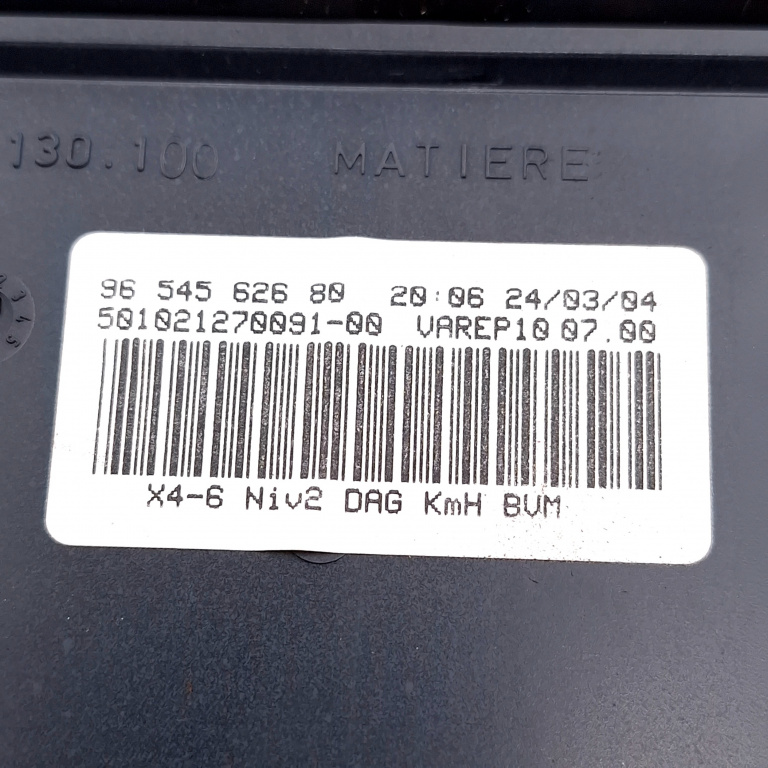 130.100 MATIERE
96 545 626 80 20:06 24/03/04
501021270091-00 VAREP10 07.00
X4-6 Niv2 DAG KmH BVM